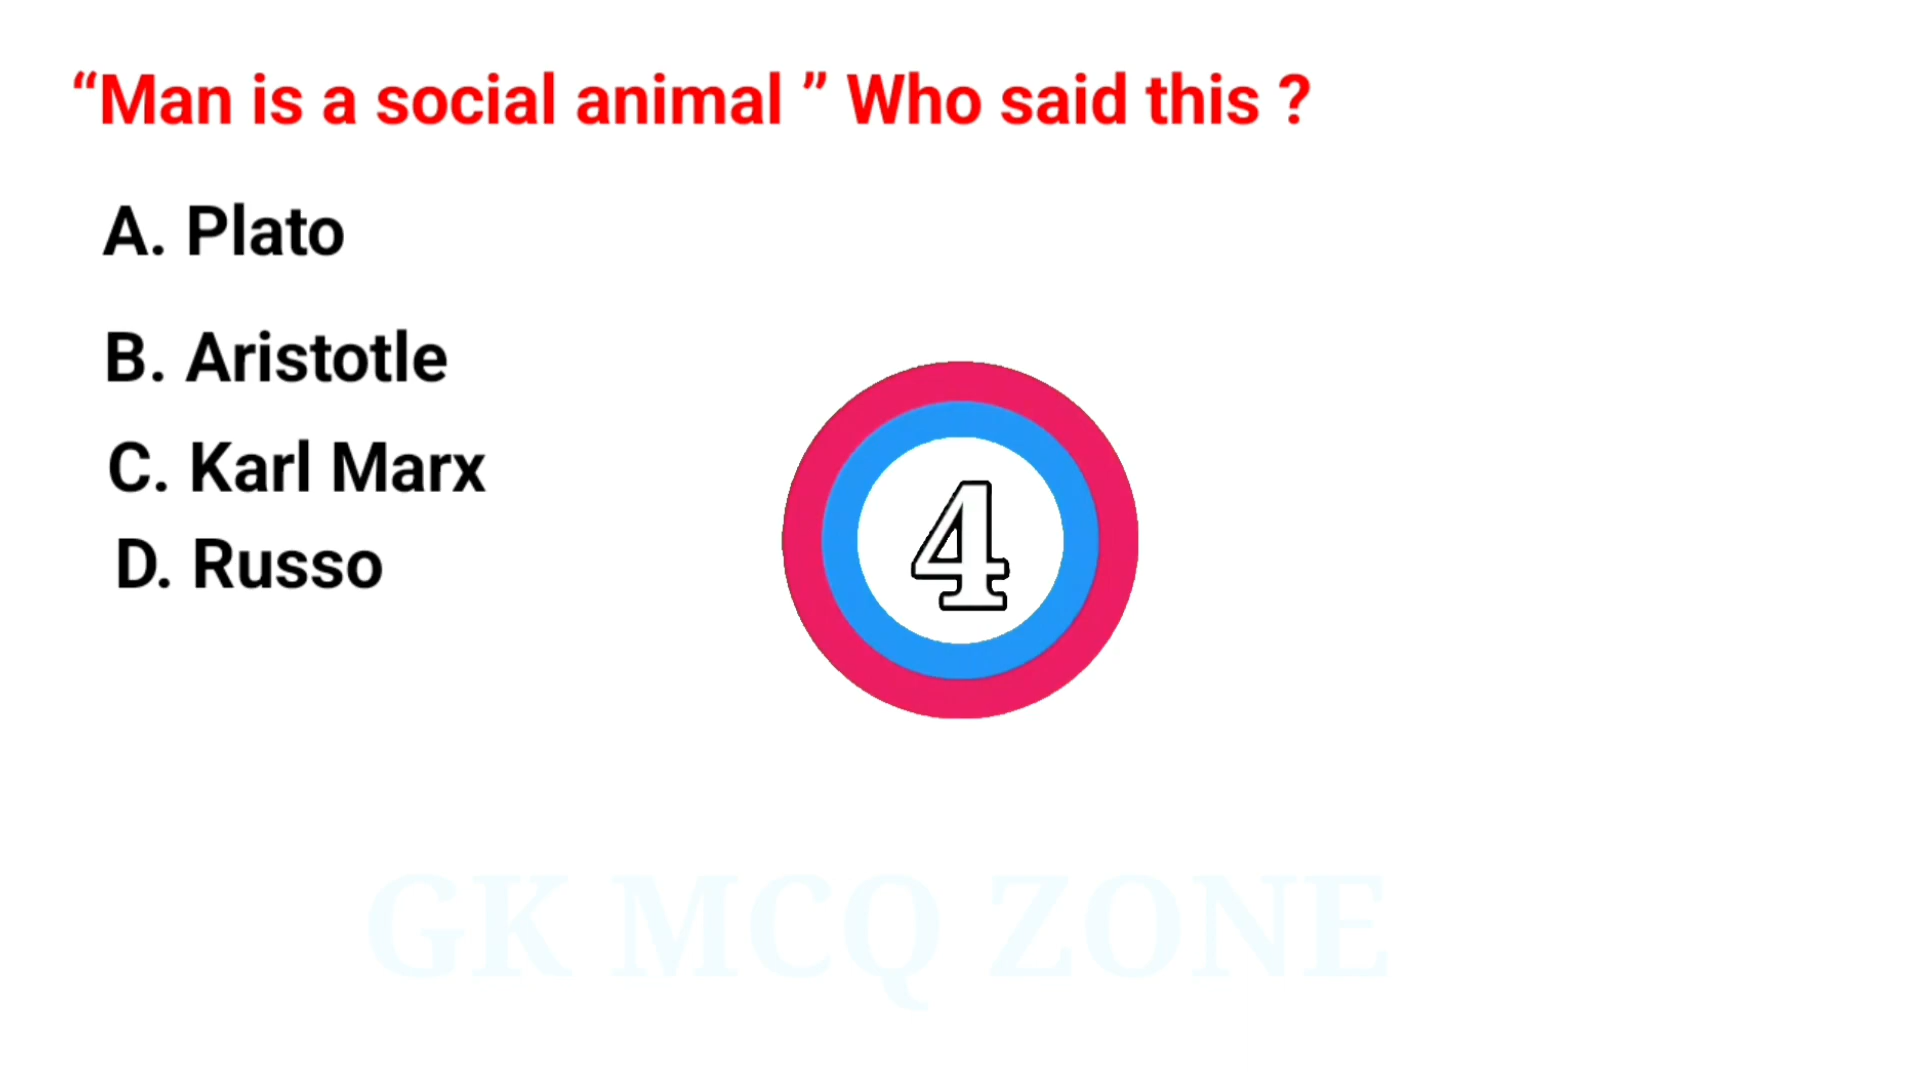 “Man is a social animal ” Who said this ?
A. Plato
B. Aristotle
C. Karl Marx
D. Russo
4
GK MCQ ZONE